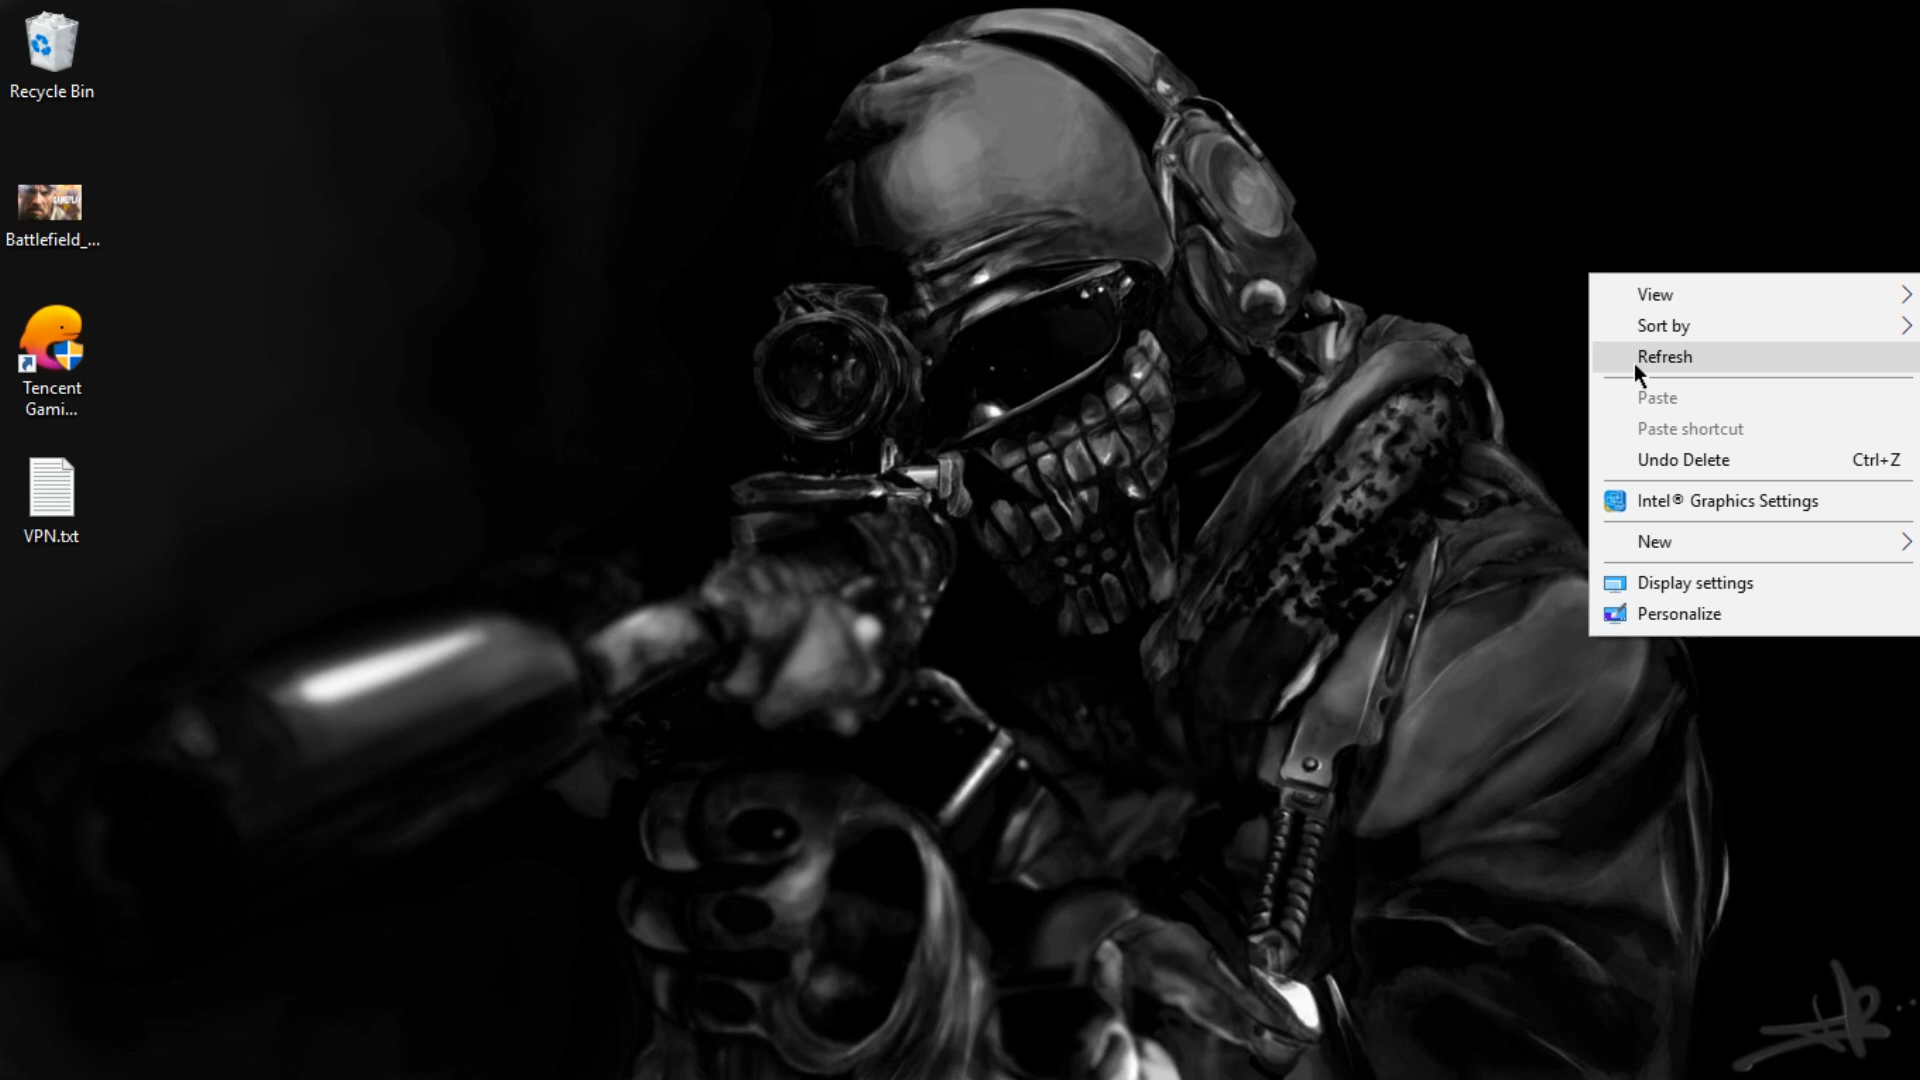 Recycle Bin
Battlefield_...
Tencent
Gami...
VPN.txt
View
Sort by
Refresh
Paste
Paste shortcut
Undo Delete Ctrl+Z
Intel® Graphics Settings
New
Display settings
Personalize